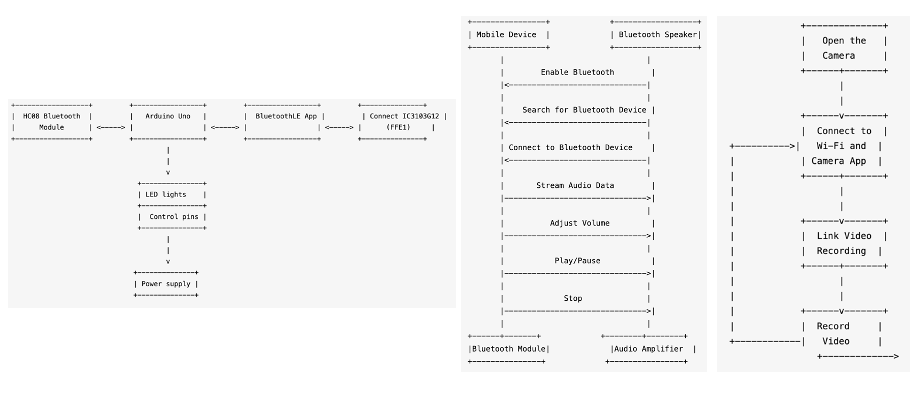 HC08 Bluetooth Module
Arduino Uno
BluetoothLE App
Connect IC3103G12 (FFE1)
LED lights
Control pins
Power supply
Mobile Device
Bluetooth Speaker
Enable Bluetooth
Search for Bluetooth Device
Connect to Bluetooth Device
Stream Audio Data
Adjust Volume
Play/Pause
Stop
Bluetooth Module
Audio Amplifier
Open the
Camera
Connect to
Wi-Fi and
Camera App
Link Video
Recording
Record
Video